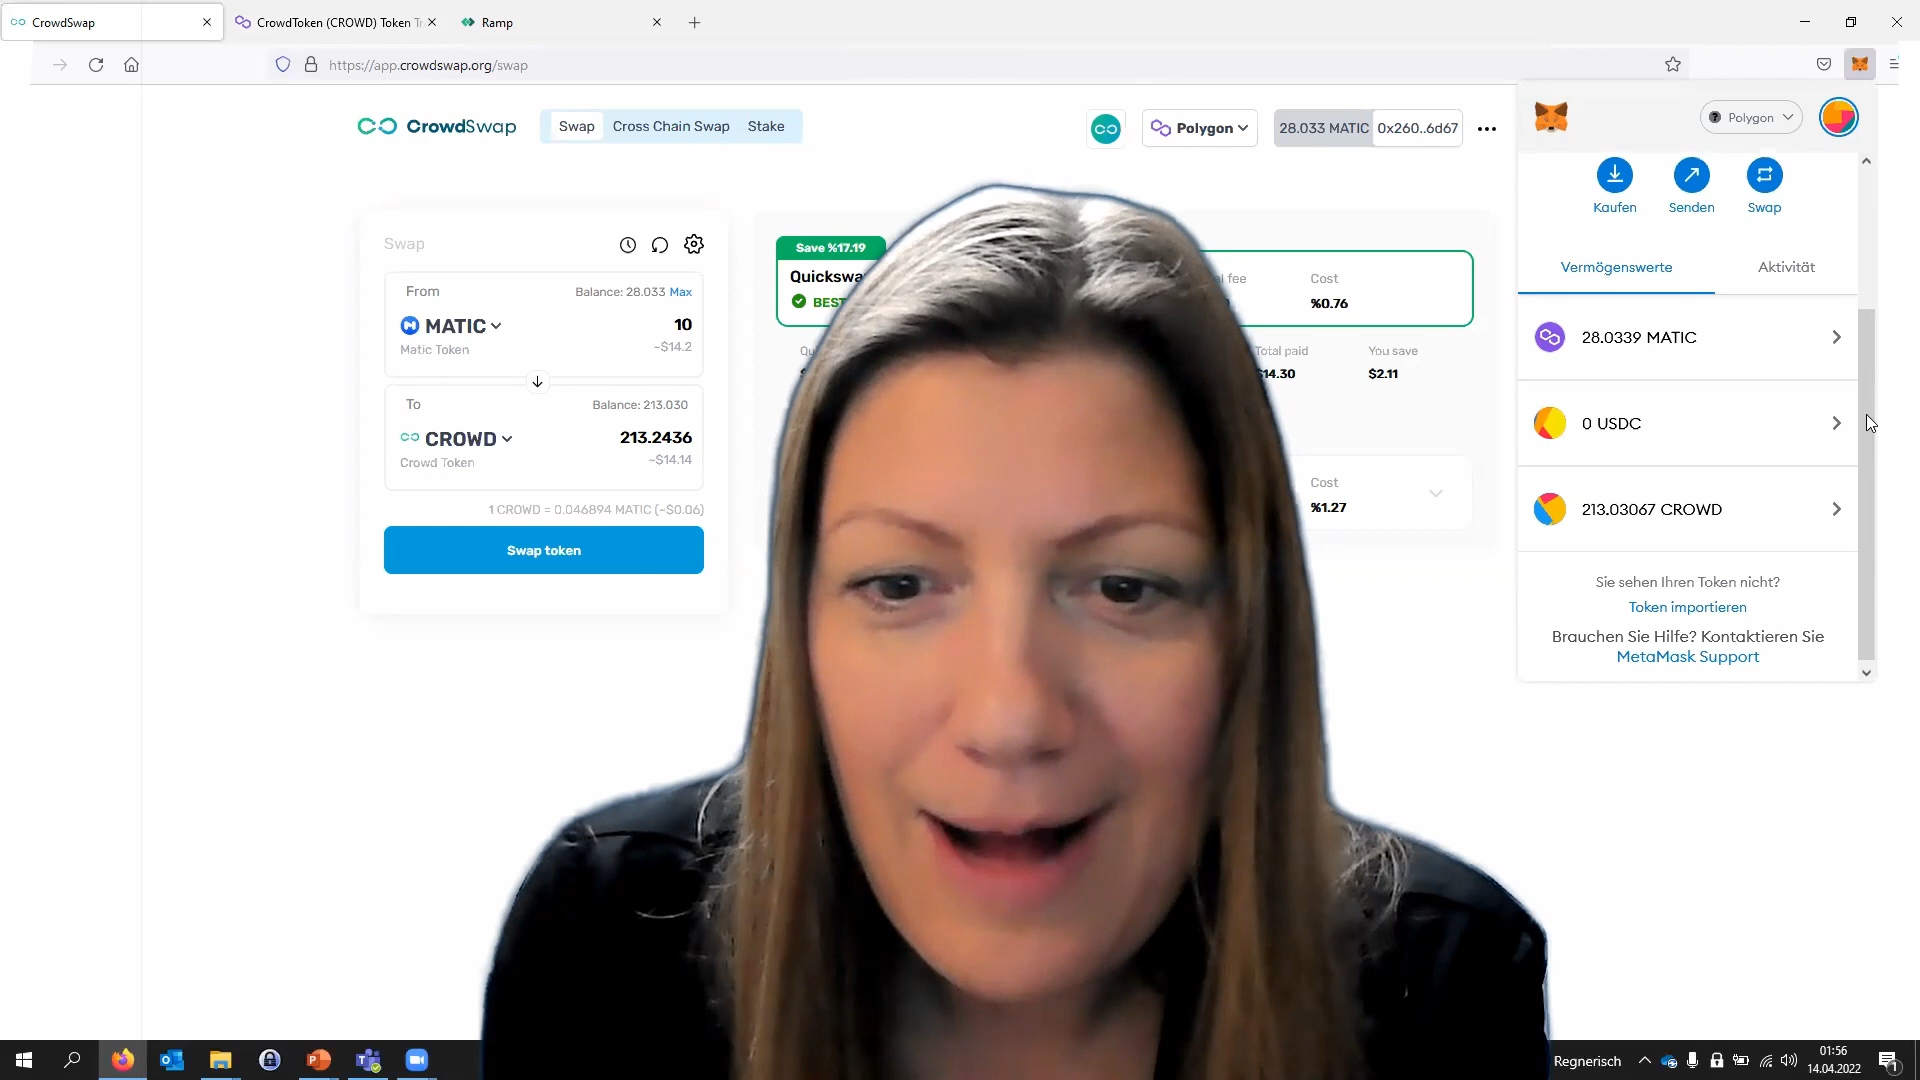 CrowdSwap
CrowdToken (CROWD) Token
Ramp
https://app.crowdswap.org/swap
CrowdSwap
Swap
Cross Chain Swap
Stake
Polygon
28.033 MATIC
0x260..6d67
Swap
From
Balance: 28.033 Max
MATIC
10
Matic Token
~$14.2
To
Balance: 213.030
CROWD
213.2436
Crowd Token
~$14.14
1 CROWD = 0.046894 MATIC (~$0.06)
Swap token
Save %17.19
BEST
fee
Cost
%0.76
Total paid
You save
$14.30
$2.11
Cost
%1.27
Polygon
Kaufen
Senden
Swap
Vermögenswerte
Aktivität
28.0339 MATIC
0 USDC
213.03067 CROWD
Sie sehen Ihren Token nicht?
Token importieren
Brauchen Sie Hilfe? Kontaktieren Sie
MetaMask Support
Regnerisch
01:56
14.04.2022
1